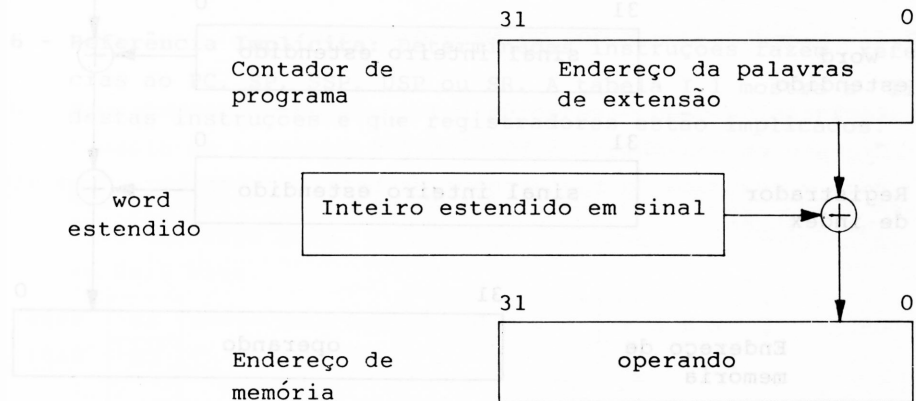 31 0
Contador de Endereço da palavras
programa de extensão
word Inteiro estendido em sinal
estendido
31 0
Endereço de operando
memória